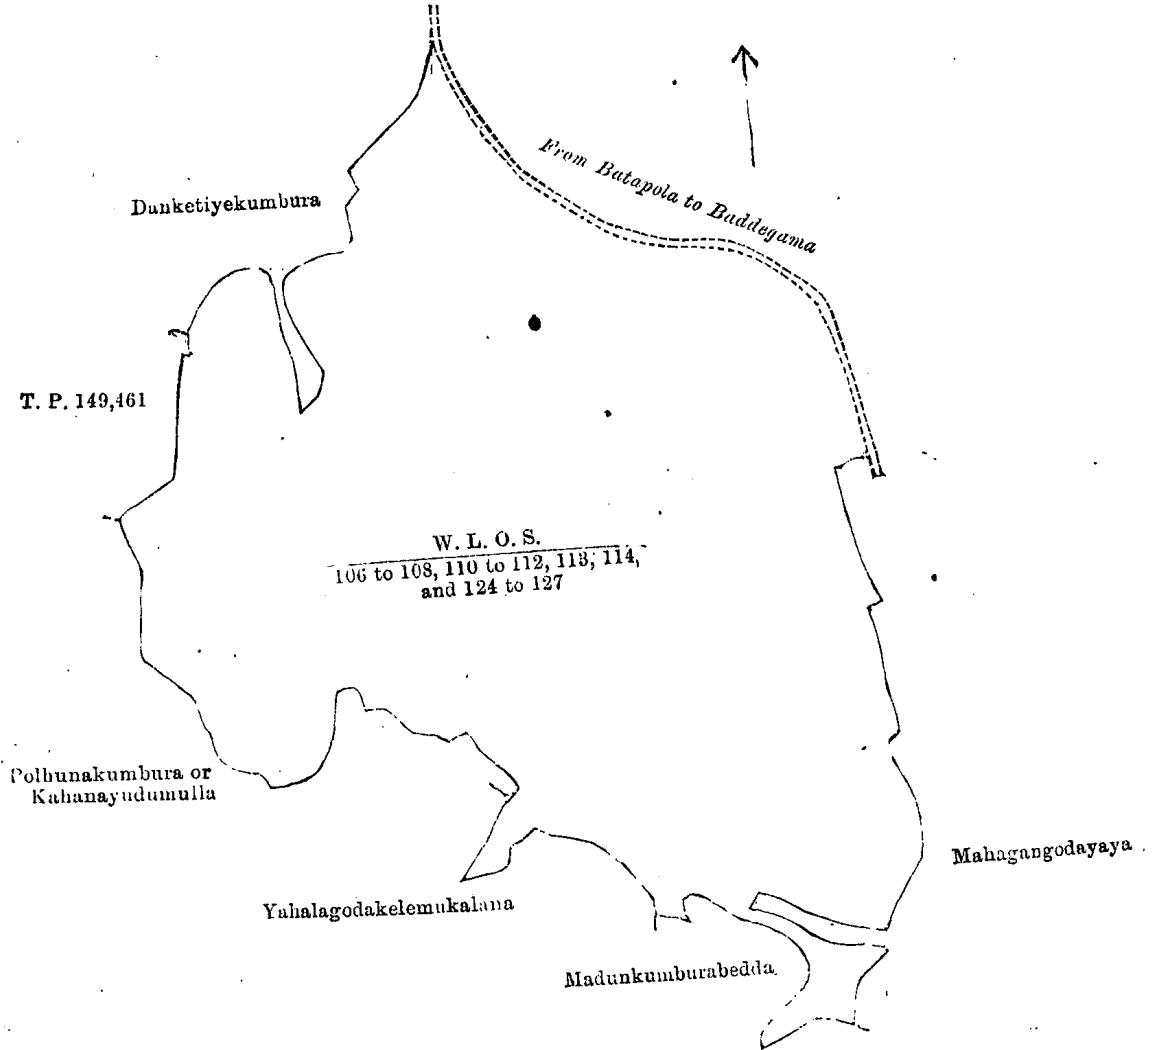 From Batapola to Baddegama
Danketiyekumbura
T. P. 149,461
W. L. O. S.
106 to 108, 110 to 112, 113, 114,
and 124 to 127
Polhunakumbura or
Kahanayudumulla
Mahagangodayaya
Yahalagodakelemukalana
Madunkumburabedda